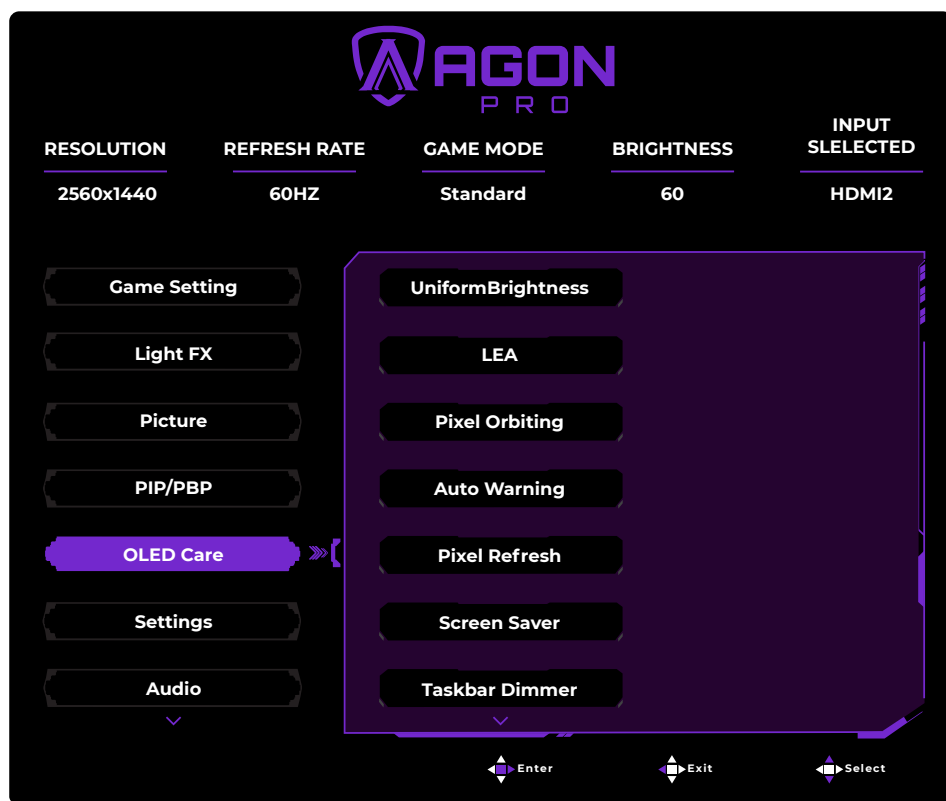 AGON
PRO
RESOLUTION
REFRESH RATE
GAME MODE
BRIGHTNESS
INPUT
SLELECTED
2560x1440
60HZ
Standard
60
HDMI2
Game Setting
Light FX
Picture
PIP/PBP
OLED Care
Settings
Audio
UniformBrightness
LEA
Pixel Orbiting
Auto Warning
Pixel Refresh
Screen Saver
Taskbar Dimmer
Enter
Exit
Select